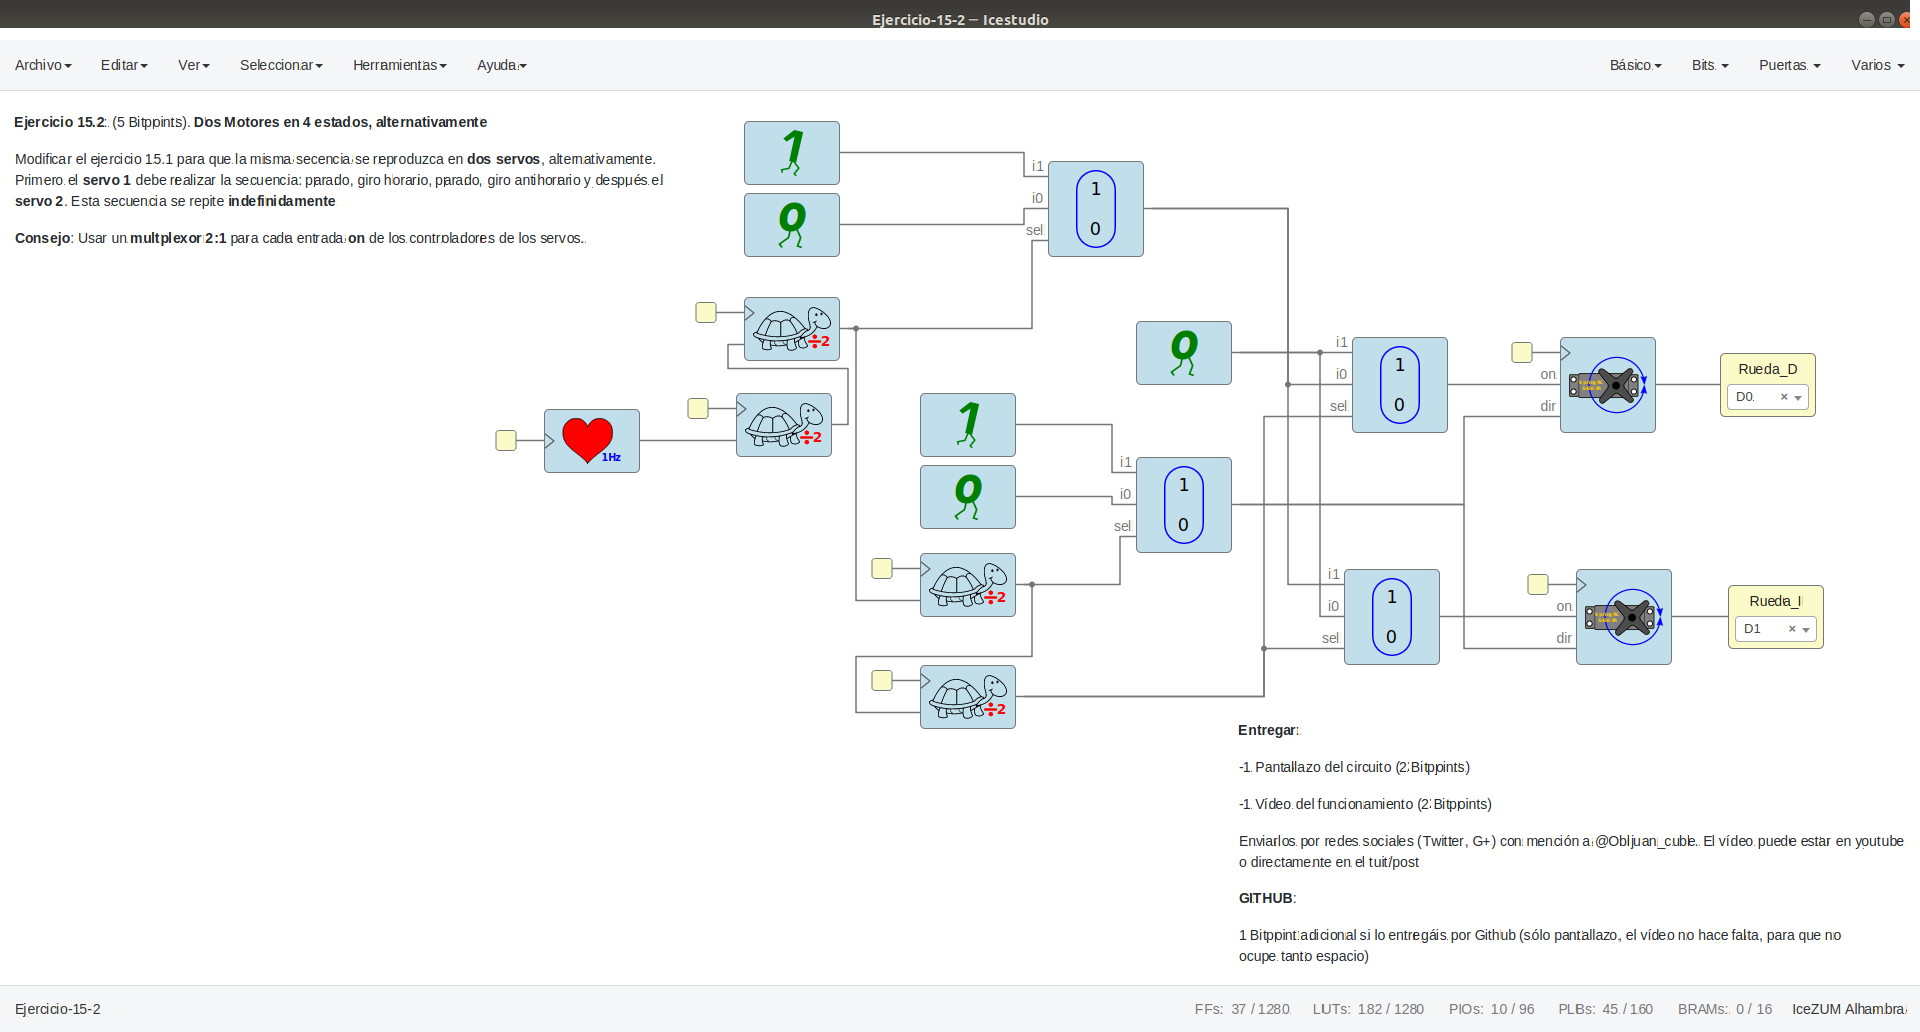 Ejercicio-15-2 — Icestudio
Archivo Editar Ver Seleccionar Herramientas Ayuda Básico Bits Puertas Varios
Ejercicio 15.2: (5 Bitpoints). Dos Motores en 4 estados, alternativamente
Modificar el ejercicio 15.1 para que la misma secencia se reproduzca en dos servos, alternativamente.
Primero el servo 1 debe realizar la secuencia: parado, giro horario, parado, giro antihorario y después el
servo 2. Esta secuencia se repite indefinidamente
Consejo: Usar un multplexor 2:1 para cada entrada on de los controladores de los servos.
1
0
i1
i0
sel
1
0
÷2
÷2
1Hz
0
1
0
i1
i0
sel
1
0
÷2
÷2
i1
i0
sel
1
0
on
dir
Rueda_D
D0 ×
i1
i0
sel
1
0
on
dir
Rueda_I
D1 ×
Entregar:
-1 Pantallazo del circuito (2 Bitpoints)
-1 Vídeo del funcionamiento (2 Bitpoints)
Enviarlos por redes sociales (Twitter, G+) con mención a @Obijuan_cube. El vídeo puede estar en youtube
o directamente en el tuit/post
GITHUB:
1 Bitpoint adicional si lo entregáis por Github (sólo pantallazo, el vídeo no hace falta, para que no
ocupe tanto espacio)
Ejercicio-15-2 FFs: 37 / 1280 LUTs: 182 / 1280 PIOs: 10 / 96 PLBs: 45 / 160 BRAMs: 0 / 16 IceZUM Alhambra